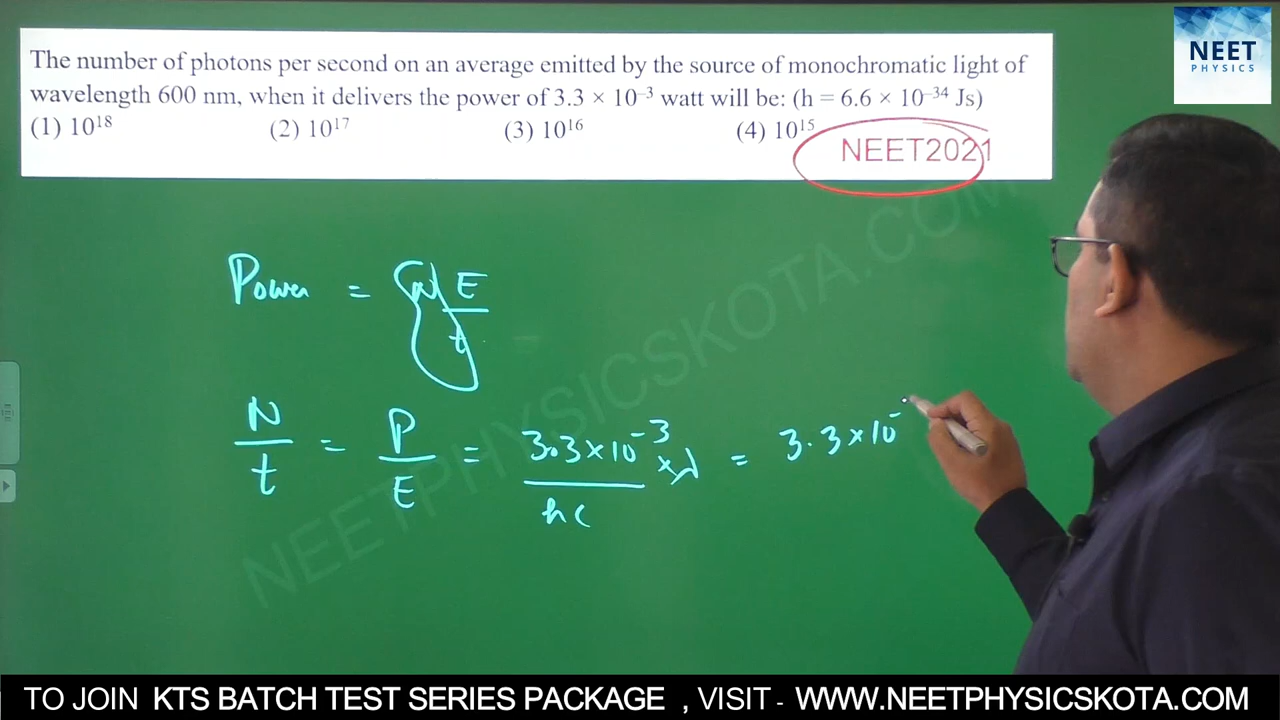 NEET
PHYSICS
The number of photons per second on an average emitted by the source of monochromatic light of
wavelength 600 nm, when it delivers the power of 3.3 × 10⁻³ watt will be: (h = 6.6 × 10⁻³⁴ Js)
(1) 10¹⁸ (2) 10¹⁷ (3) 10¹⁶ (4) 10¹⁵
NEET2021
NEETPHYSICSKOTA.COM
Power = (N) E / t
N / t = P / E = 3.3 × 10⁻³ × λ / hc = 3.3 × 10⁻
TO JOIN KTS BATCH TEST SERIES PACKAGE , VISIT - WWW.NEETPHYSICSKOTA.COM